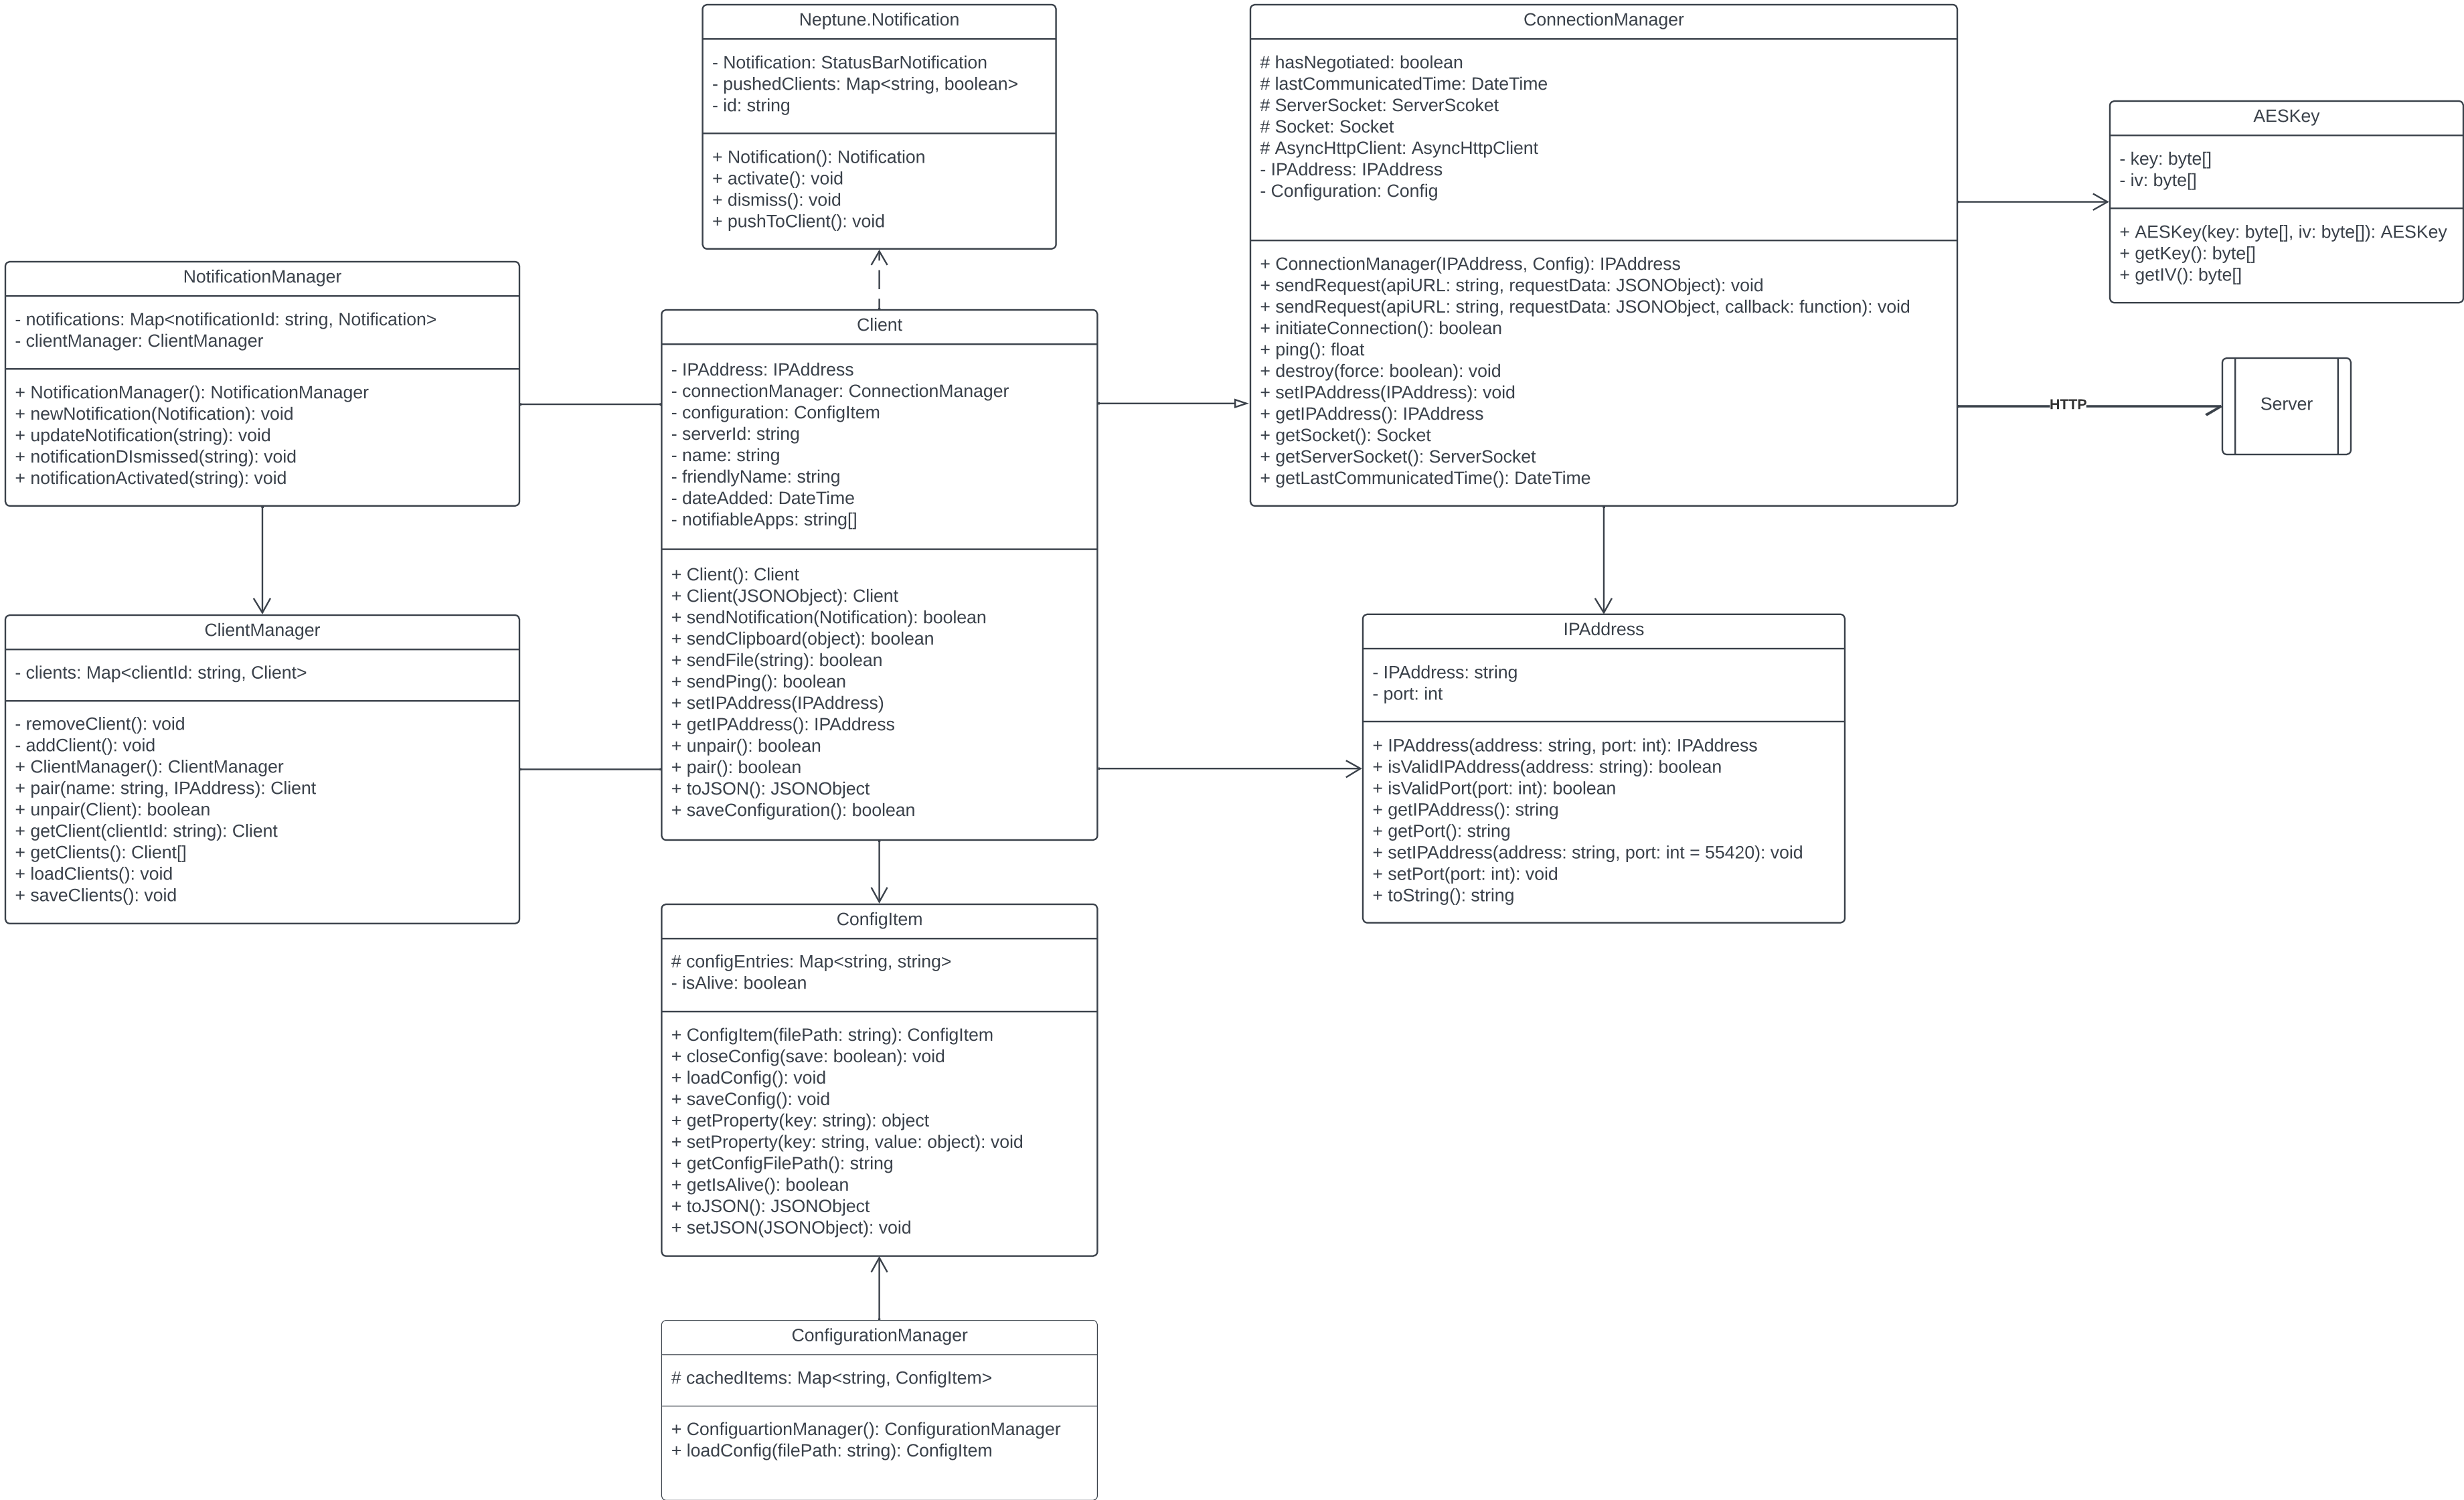 Neptune.Notification
- Notification: StatusBarNotification
- pushedClients: Map<string, boolean>
- id: string
+ Notification(): Notification
+ activate(): void
+ dismiss(): void
+ pushToClient(): void
ConnectionManager
# hasNegotiated: boolean
# lastCommunicatedTime: DateTime
# ServerSocket: ServerScoket
# Socket: Socket
# AsyncHttpClient: AsyncHttpClient
- IPAddress: IPAddress
- Configuration: Config
+ ConnectionManager(IPAddress, Config): IPAddress
+ sendRequest(apiURL: string, requestData: JSONObject): void
+ sendRequest(apiURL: string, requestData: JSONObject, callback: function): void
+ initiateConnection(): boolean
+ ping(): float
+ destroy(force: boolean): void
+ setIPAddress(IPAddress): void
+ getIPAddress(): IPAddress
+ getSocket(): Socket
+ getServerSocket(): ServerSocket
+ getLastCommunicatedTime(): DateTime
AESKey
- key: byte[]
- iv: byte[]
+ AESKey(key: byte[], iv: byte[]): AESKey
+ getKey(): byte[]
+ getIV(): byte[]
HTTP
Server
NotificationManager
- notifications: Map<notificationId: string, Notification>
- clientManager: ClientManager
+ NotificationManager(): NotificationManager
+ newNotification(Notification): void
+ updateNotification(string): void
+ notificationDIsmissed(string): void
+ notificationActivated(string): void
Client
- IPAddress: IPAddress
- connectionManager: ConnectionManager
- configuration: ConfigItem
- serverId: string
- name: string
- friendlyName: string
- dateAdded: DateTime
- notifiableApps: string[]
+ Client(): Client
+ Client(JSONObject): Client
+ sendNotification(Notification): boolean
+ sendClipboard(object): boolean
+ sendFile(string): boolean
+ sendPing(): boolean
+ setIPAddress(IPAddress)
+ getIPAddress(): IPAddress
+ unpair(): boolean
+ pair(): boolean
+ toJSON(): JSONObject
+ saveConfiguration(): boolean
ClientManager
- clients: Map<clientId: string, Client>
- removeClient(): void
- addClient(): void
+ ClientManager(): ClientManager
+ pair(name: string, IPAddress): Client
+ unpair(Client): boolean
+ getClient(clientId: string): Client
+ getClients(): Client[]
+ loadClients(): void
+ saveClients(): void
IPAddress
- IPAddress: string
- port: int
+ IPAddress(address: string, port: int): IPAddress
+ isValidIPAddress(address: string): boolean
+ isValidPort(port: int): boolean
+ getIPAddress(): string
+ getPort(): string
+ setIPAddress(address: string, port: int = 55420): void
+ setPort(port: int): void
+ toString(): string
ConfigItem
# configEntries: Map<string, string>
- isAlive: boolean
+ ConfigItem(filePath: string): ConfigItem
+ closeConfig(save: boolean): void
+ loadConfig(): void
+ saveConfig(): void
+ getProperty(key: string): object
+ setProperty(key: string, value: object): void
+ getConfigFilePath(): string
+ getIsAlive(): boolean
+ toJSON(): JSONObject
+ setJSON(JSONObject): void
ConfigurationManager
# cachedItems: Map<string, ConfigItem>
+ ConfiguartionManager(): ConfigurationManager
+ loadConfig(filePath: string): ConfigItem